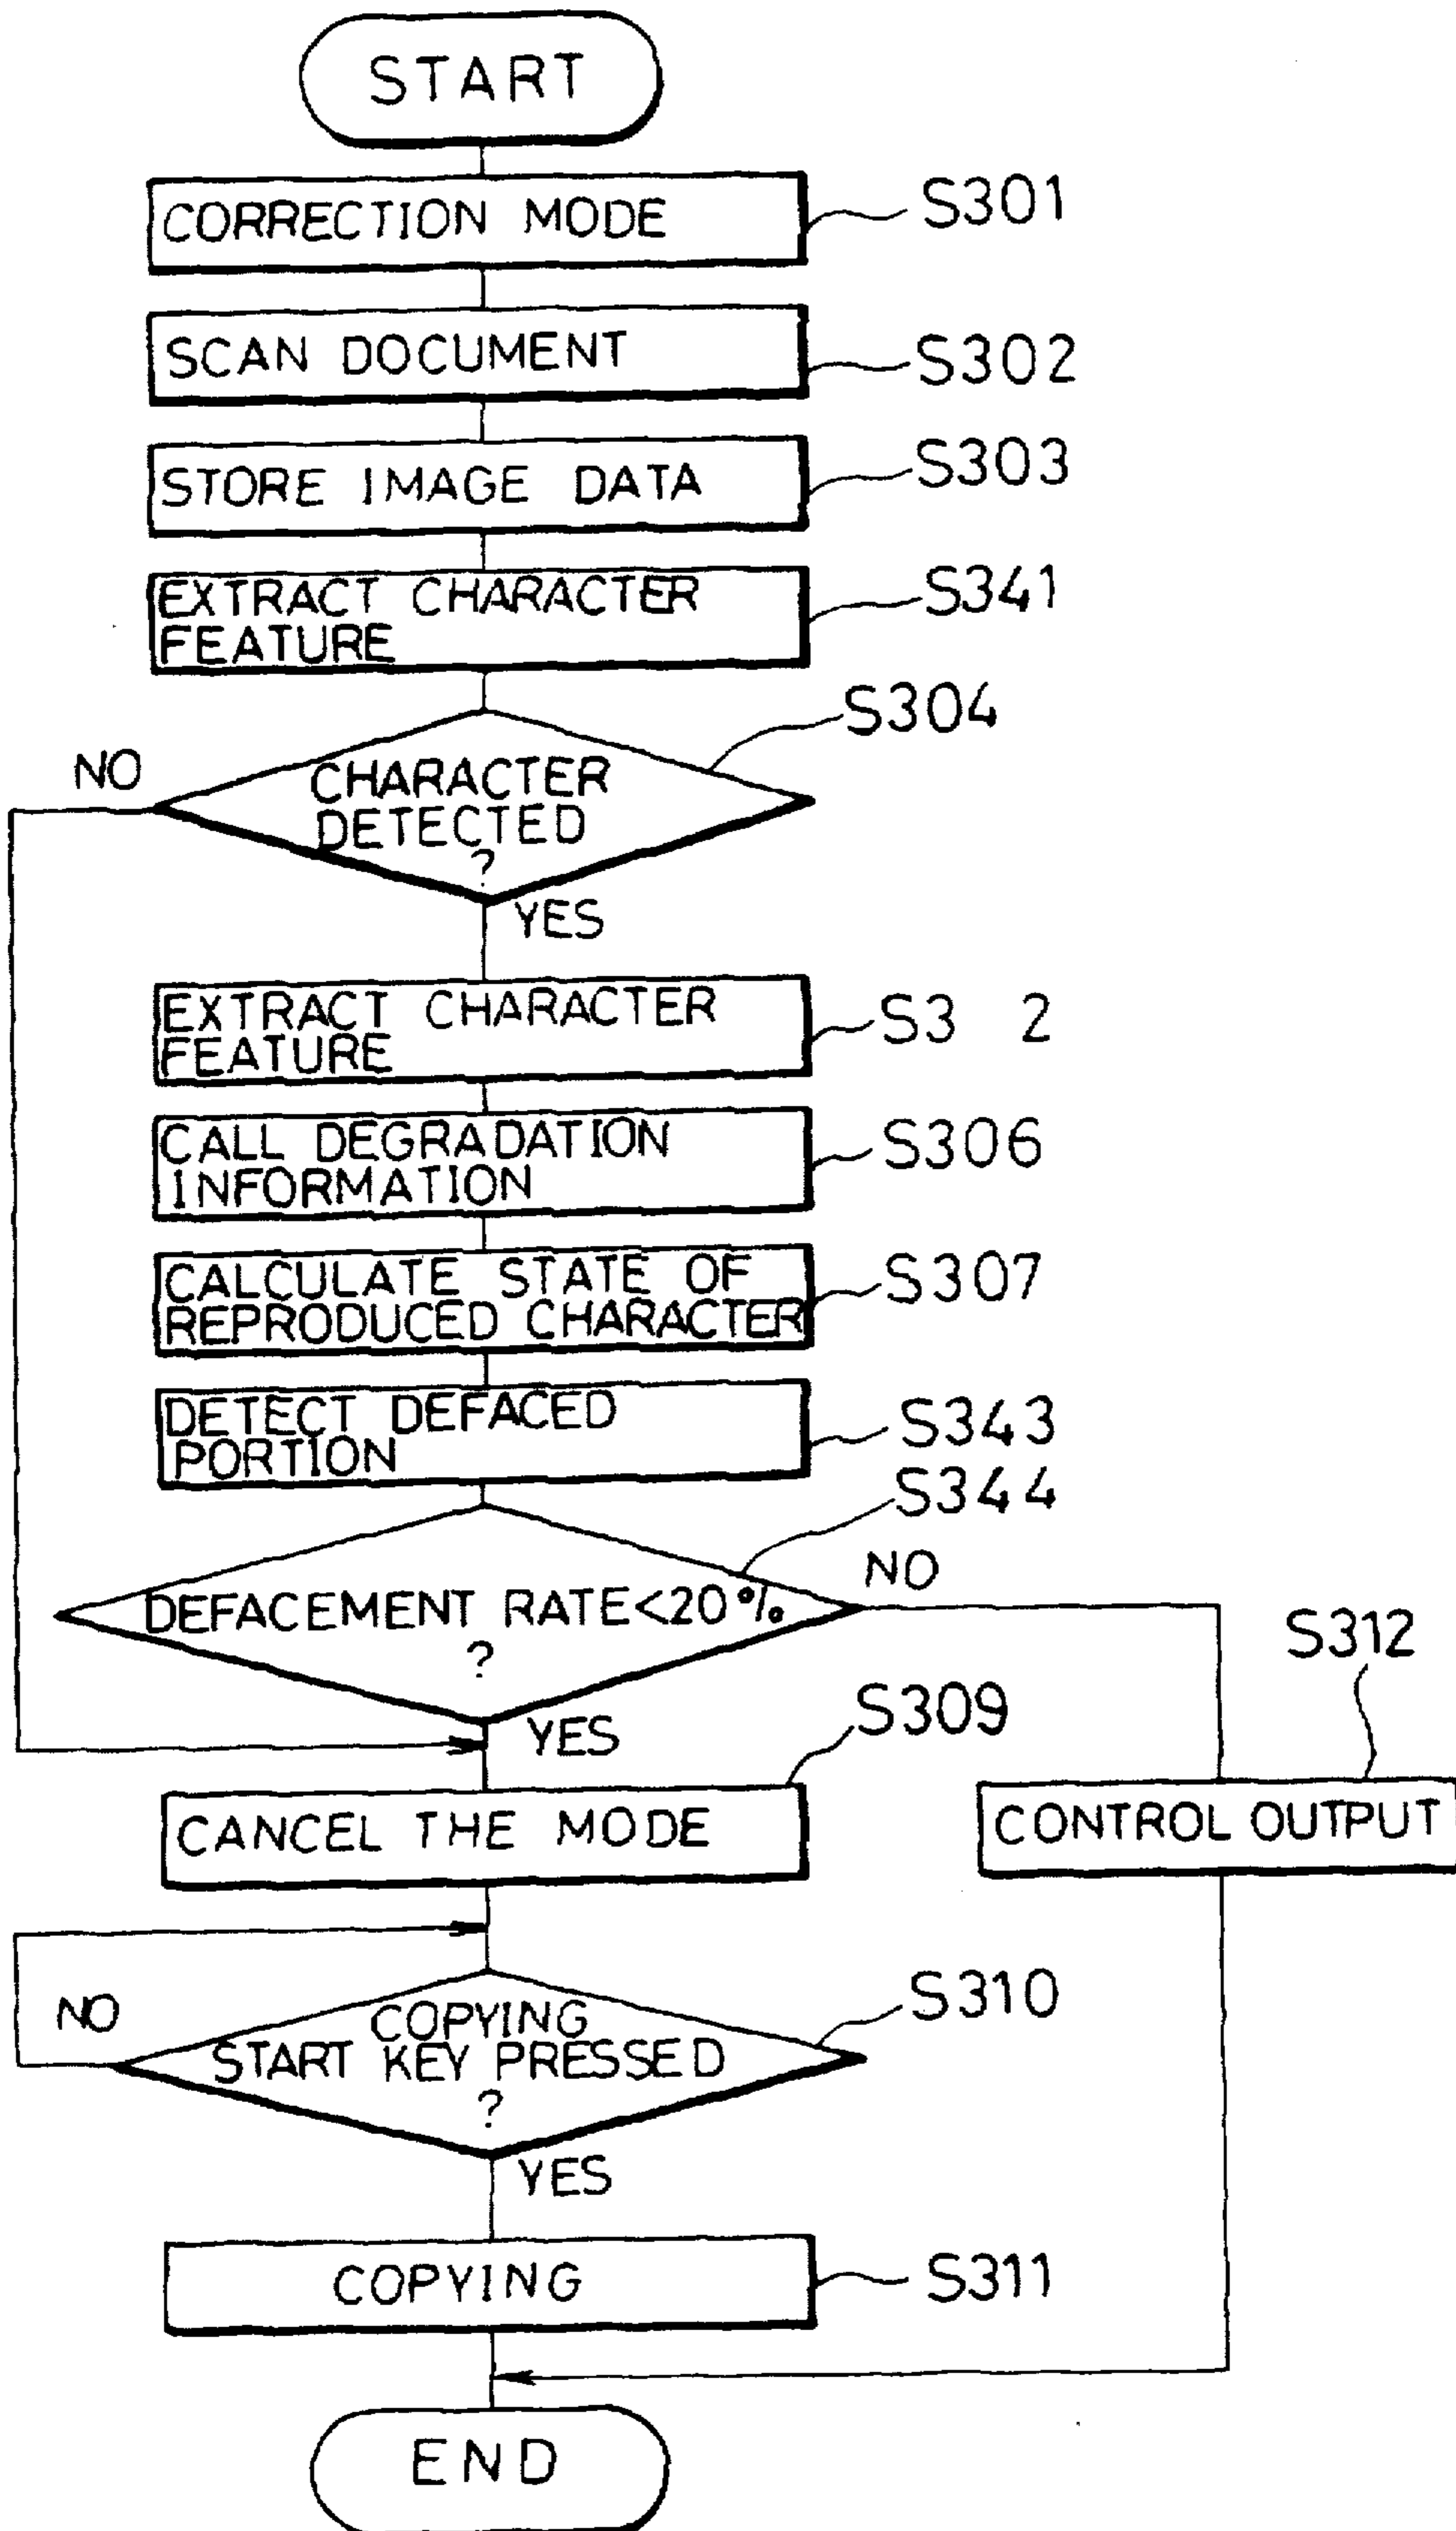 START
CORRECTION MODE
S301
SCAN DOCUMENT
S302
STORE IMAGE DATA
S303
EXTRACT CHARACTER
FEATURE
S341
S304
NO
CHARACTER
DETECTED
?
YES
EXTRACT CHARACTER
FEATURE
S3 2
CALL DEGRADATION
INFORMATION
S306
CALCULATE STATE OF
REPRODUCED CHARACTER
S307
DETECT DEFACED
PORTION
S343
S344
NO
DEFACEMENT RATE<20%
?
YES
S312
S309
CANCEL THE MODE
CONTROL OUTPUT
S310
NO
COPYING
START KEY PRESSED
?
YES
COPYING
S311
END